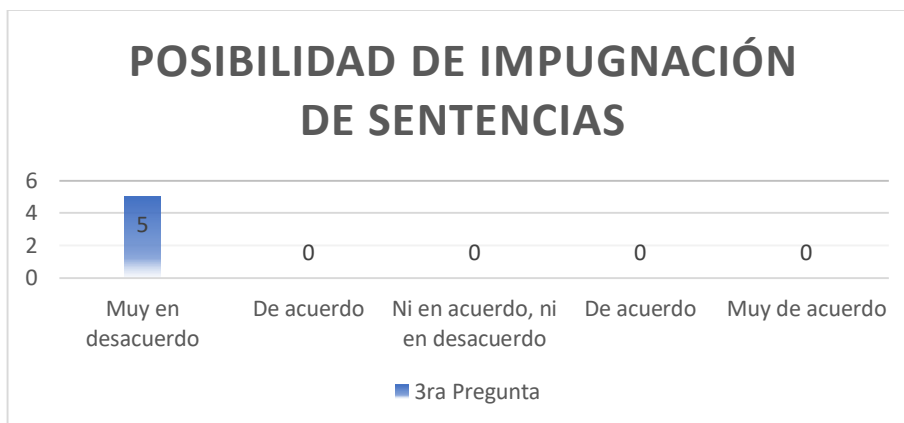 POSIBILIDAD DE IMPUGNACIÓN
DE SENTENCIAS
6
4
2
0
5
0
0
0
0
Muy en
desacuerdo
De acuerdo
Ni en acuerdo, ni
en desacuerdo
De acuerdo
Muy de acuerdo
3ra Pregunta